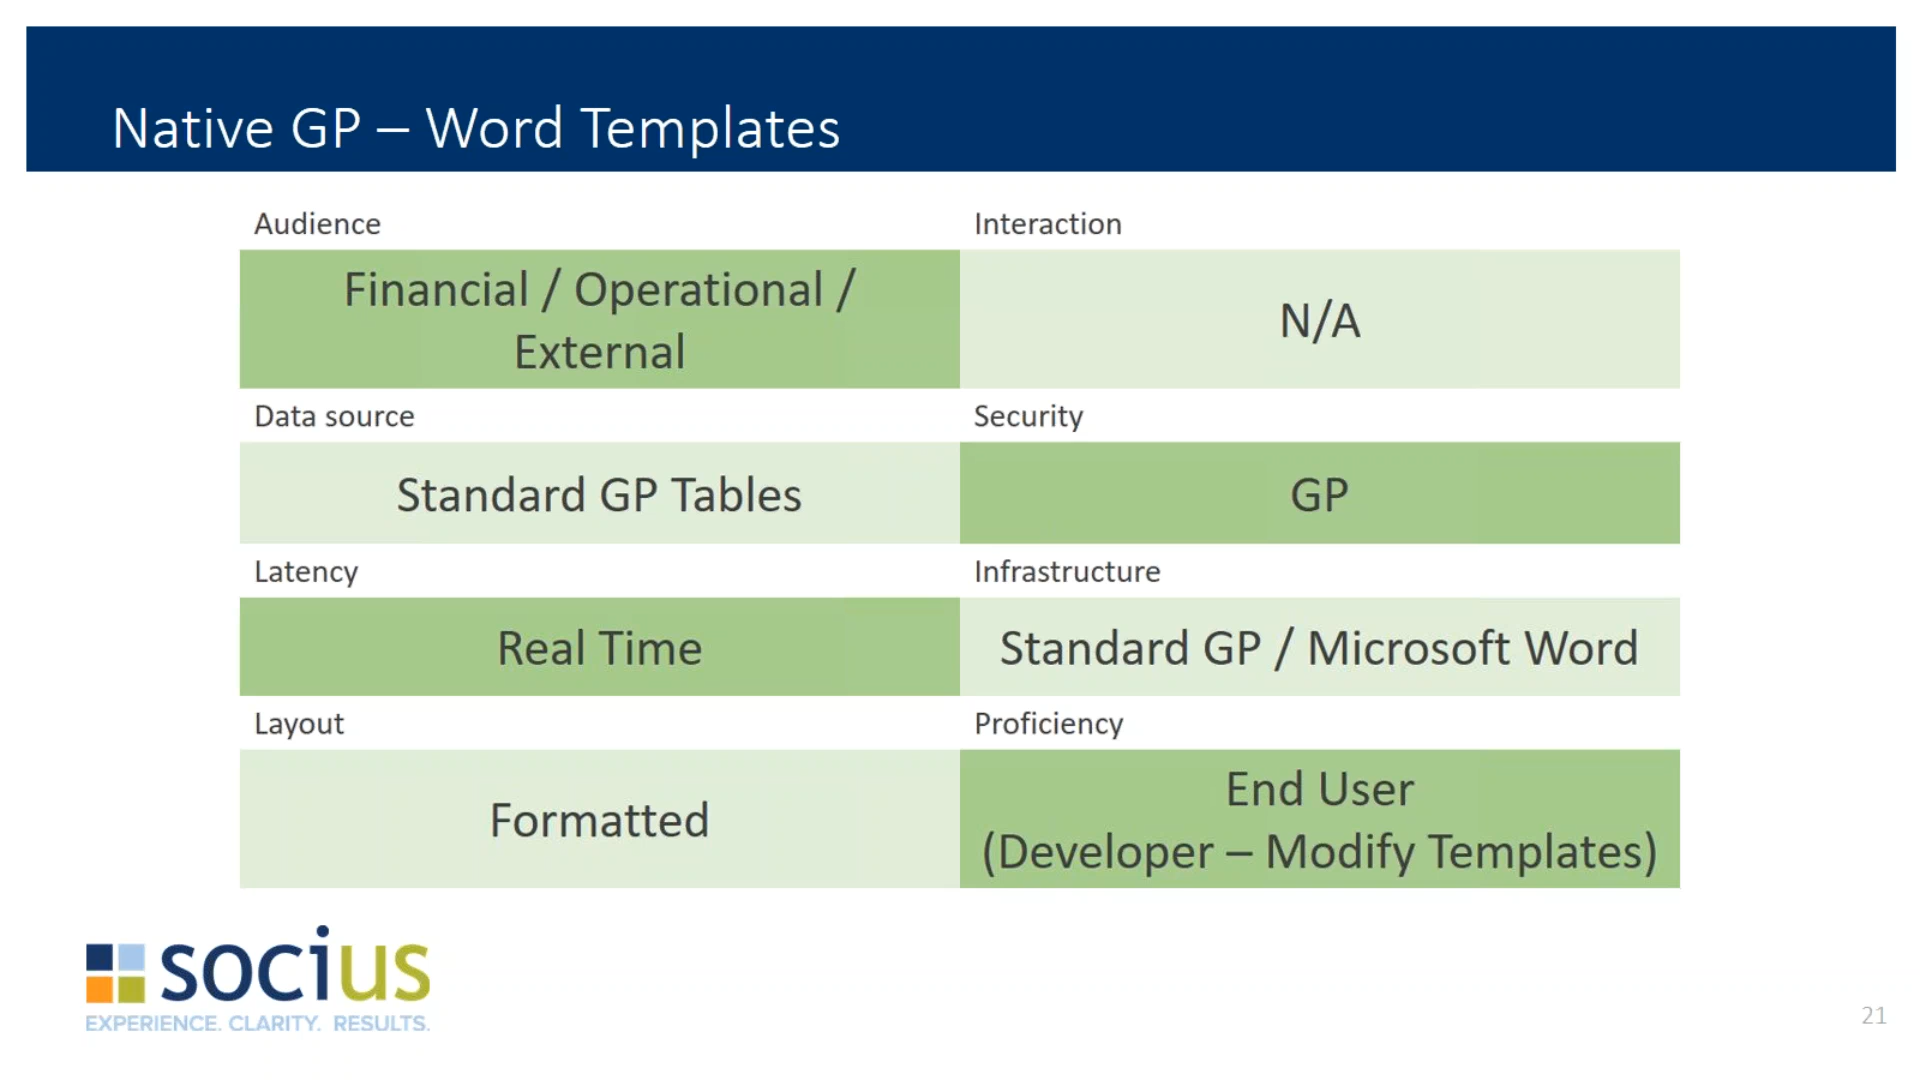 Native GP – Word Templates
Audience
Interaction
Financial / Operational /
External
N/A
Data source
Security
Standard GP Tables
GP
Latency
Infrastructure
Real Time
Standard GP / Microsoft Word
Layout
Proficiency
Formatted
End User
(Developer – Modify Templates)
socius
EXPERIENCE. CLARITY. RESULTS.
21